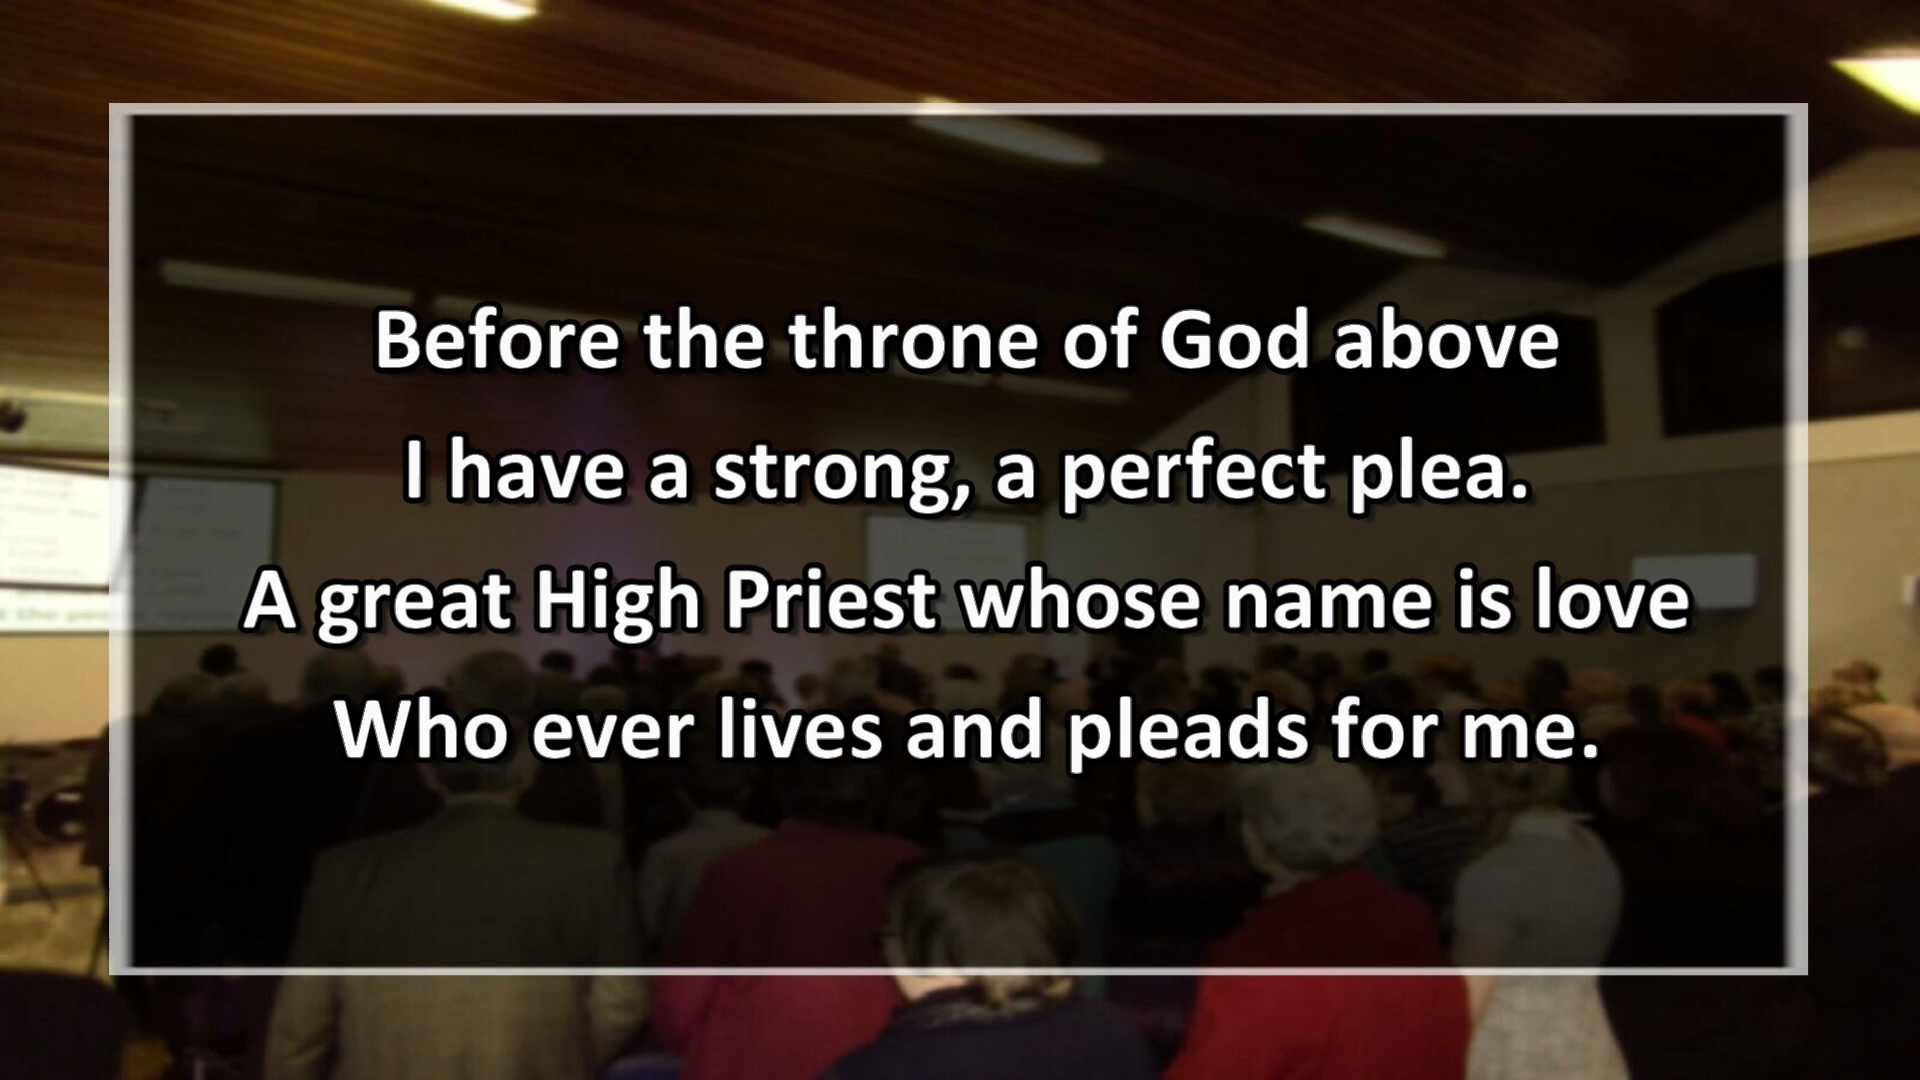 Before the throne of God above
I have a strong, a perfect plea.
A great High Priest whose name is love
Who ever lives and pleads for me.